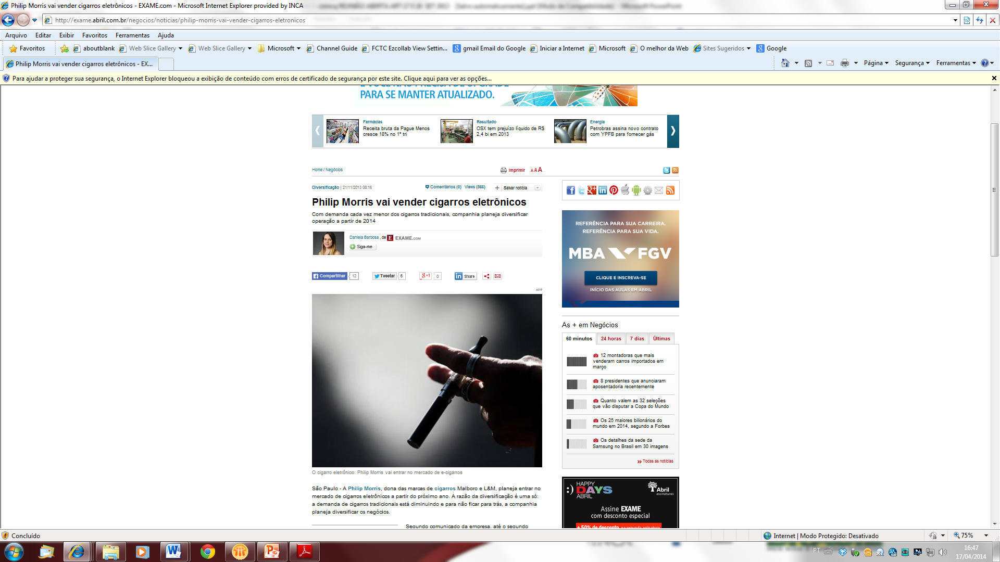 Philip Morris vai vender cigarros eletrônicos - EXAME.com - Microsoft Internet Explorer provided by INCA
http://exame.abril.com.br/negocios/noticias/philip-morris-vai-vender-cigarros-eletronicos
Arquivo Editar Exibir Favoritos Ferramentas Ajuda
Favoritos aboutblank Web Slice Gallery Web Slice Gallery Microsoft Channel Guide FCTC Ezcollab View Settin... gmail Email do Google Iniciar a Internet Microsoft O melhor da Web Sites Sugeridos Google
Philip Morris vai vender cigarros eletrônicos - EX...
Página Segurança Ferramentas
Para ajudar a proteger sua segurança, o Internet Explorer bloqueou a exibição de conteúdo com erros de certificado de segurança por este site. Clique aqui para ver as opções...
E VOCÊ NÃO PRECISA DE UPGRADE
PARA SE MANTER ATUALIZADO.
Farmácias
Receita bruta da Pague Menos
cresce 18% no 1º tri
Resultado
OSX tem prejuízo líquido de R$
2,4 bi em 2013
Energia
Petrobras assina novo contrato
com YPFB para fornecer gás
Home / Negócios
Imprimir A A A
Diversificação | 21/11/2013 08:16
Comentários (0) Views (866)
Salvar notícia
Philip Morris vai vender cigarros eletrônicos
Com demanda cada vez menor dos cigarros tradicionais, companhia planeja diversificar
operação a partir de 2014
Daniela Barbosa , de E EXAME.COM
Siga-me
Compartilhar 12 Tweetar 6 g+1 0 in Share
AFP
O cigarro eletrônico: Philip Morris vai entrar no mercado de e-cigarros
São Paulo - A Philip Morris, dona das marcas de cigarros Malboro e L&M, planeja entrar no
mercado de cigarros eletrônicos a partir do próximo ano. A razão da diversificação é uma só:
a demanda de cigarros tradicionais está diminuindo e para não ficar para trás, a companhia
planeja diversificar os negócios.
Segundo comunicado da empresa, até o segundo
REFERÊNCIA PARA SUA CARREIRA.
REFERÊNCIA PARA SUA VIDA.
MBA FGV
CLIQUE E INSCREVA-SE
INÍCIO DAS AULAS EM ABRIL
As + em Negócios
60 minutos 24 horas 7 dias Últimas
12 montadoras que mais
venderam carros importados em
março
8 presidentes que anunciaram
aposentadoria recentemente
Quanto valem as 32 seleções
que vão disputar a Copa do Mundo
Os 25 maiores bilionários do
mundo em 2014, segundo a Forbes
Os detalhes da sede da
Samsung no Brasil em 30 imagens
Todas as notícias
:) HAPPY
DAYS
ABRIL
Abril
assinaturas
Assine EXAME
com desconto especial
+ 50% de desconto na segunda assinatura
Concluído
Internet | Modo Protegido: Desativado
75%
PT
16:47
17/04/2014